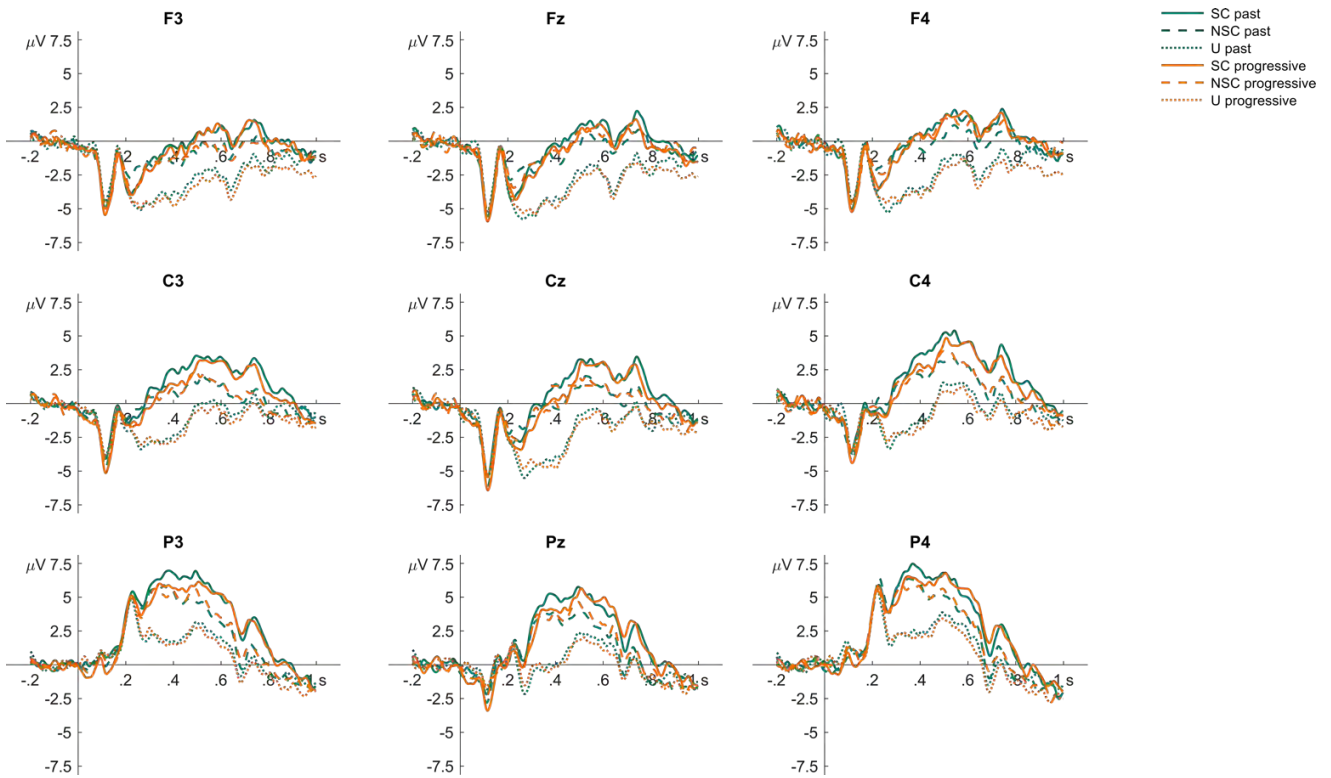 F3
Fz
F4
SC past
NSC past
U past
SC progressive
NSC progressive
U progressive
μV 7.5
5
2.5
-2.5
-5
-7.5
-.2
.2
.4
.6
.8
1 s
μV 7.5
5
2.5
-2.5
-5
-7.5
-.2
.2
.4
.6
.8
1 s
μV 7.5
5
2.5
-2.5
-5
-7.5
-.2
.2
.4
.6
.8
1 s
C3
Cz
C4
μV 7.5
5
2.5
-2.5
-5
-7.5
-.2
.2
.4
.6
.8
1 s
μV 7.5
5
2.5
-2.5
-5
-7.5
-.2
.2
.4
.6
.8
1 s
μV 7.5
5
2.5
-2.5
-5
-7.5
-.2
.2
.4
.6
.8
1 s
P3
Pz
P4
μV 7.5
5
2.5
-2.5
-5
-7.5
-.2
.2
.4
.6
.8
1 s
μV 7.5
5
2.5
-2.5
-5
-7.5
-.2
.2
.4
.6
.8
1 s
μV 7.5
5
2.5
-2.5
-5
-7.5
-.2
.2
.4
.6
.8
1 s